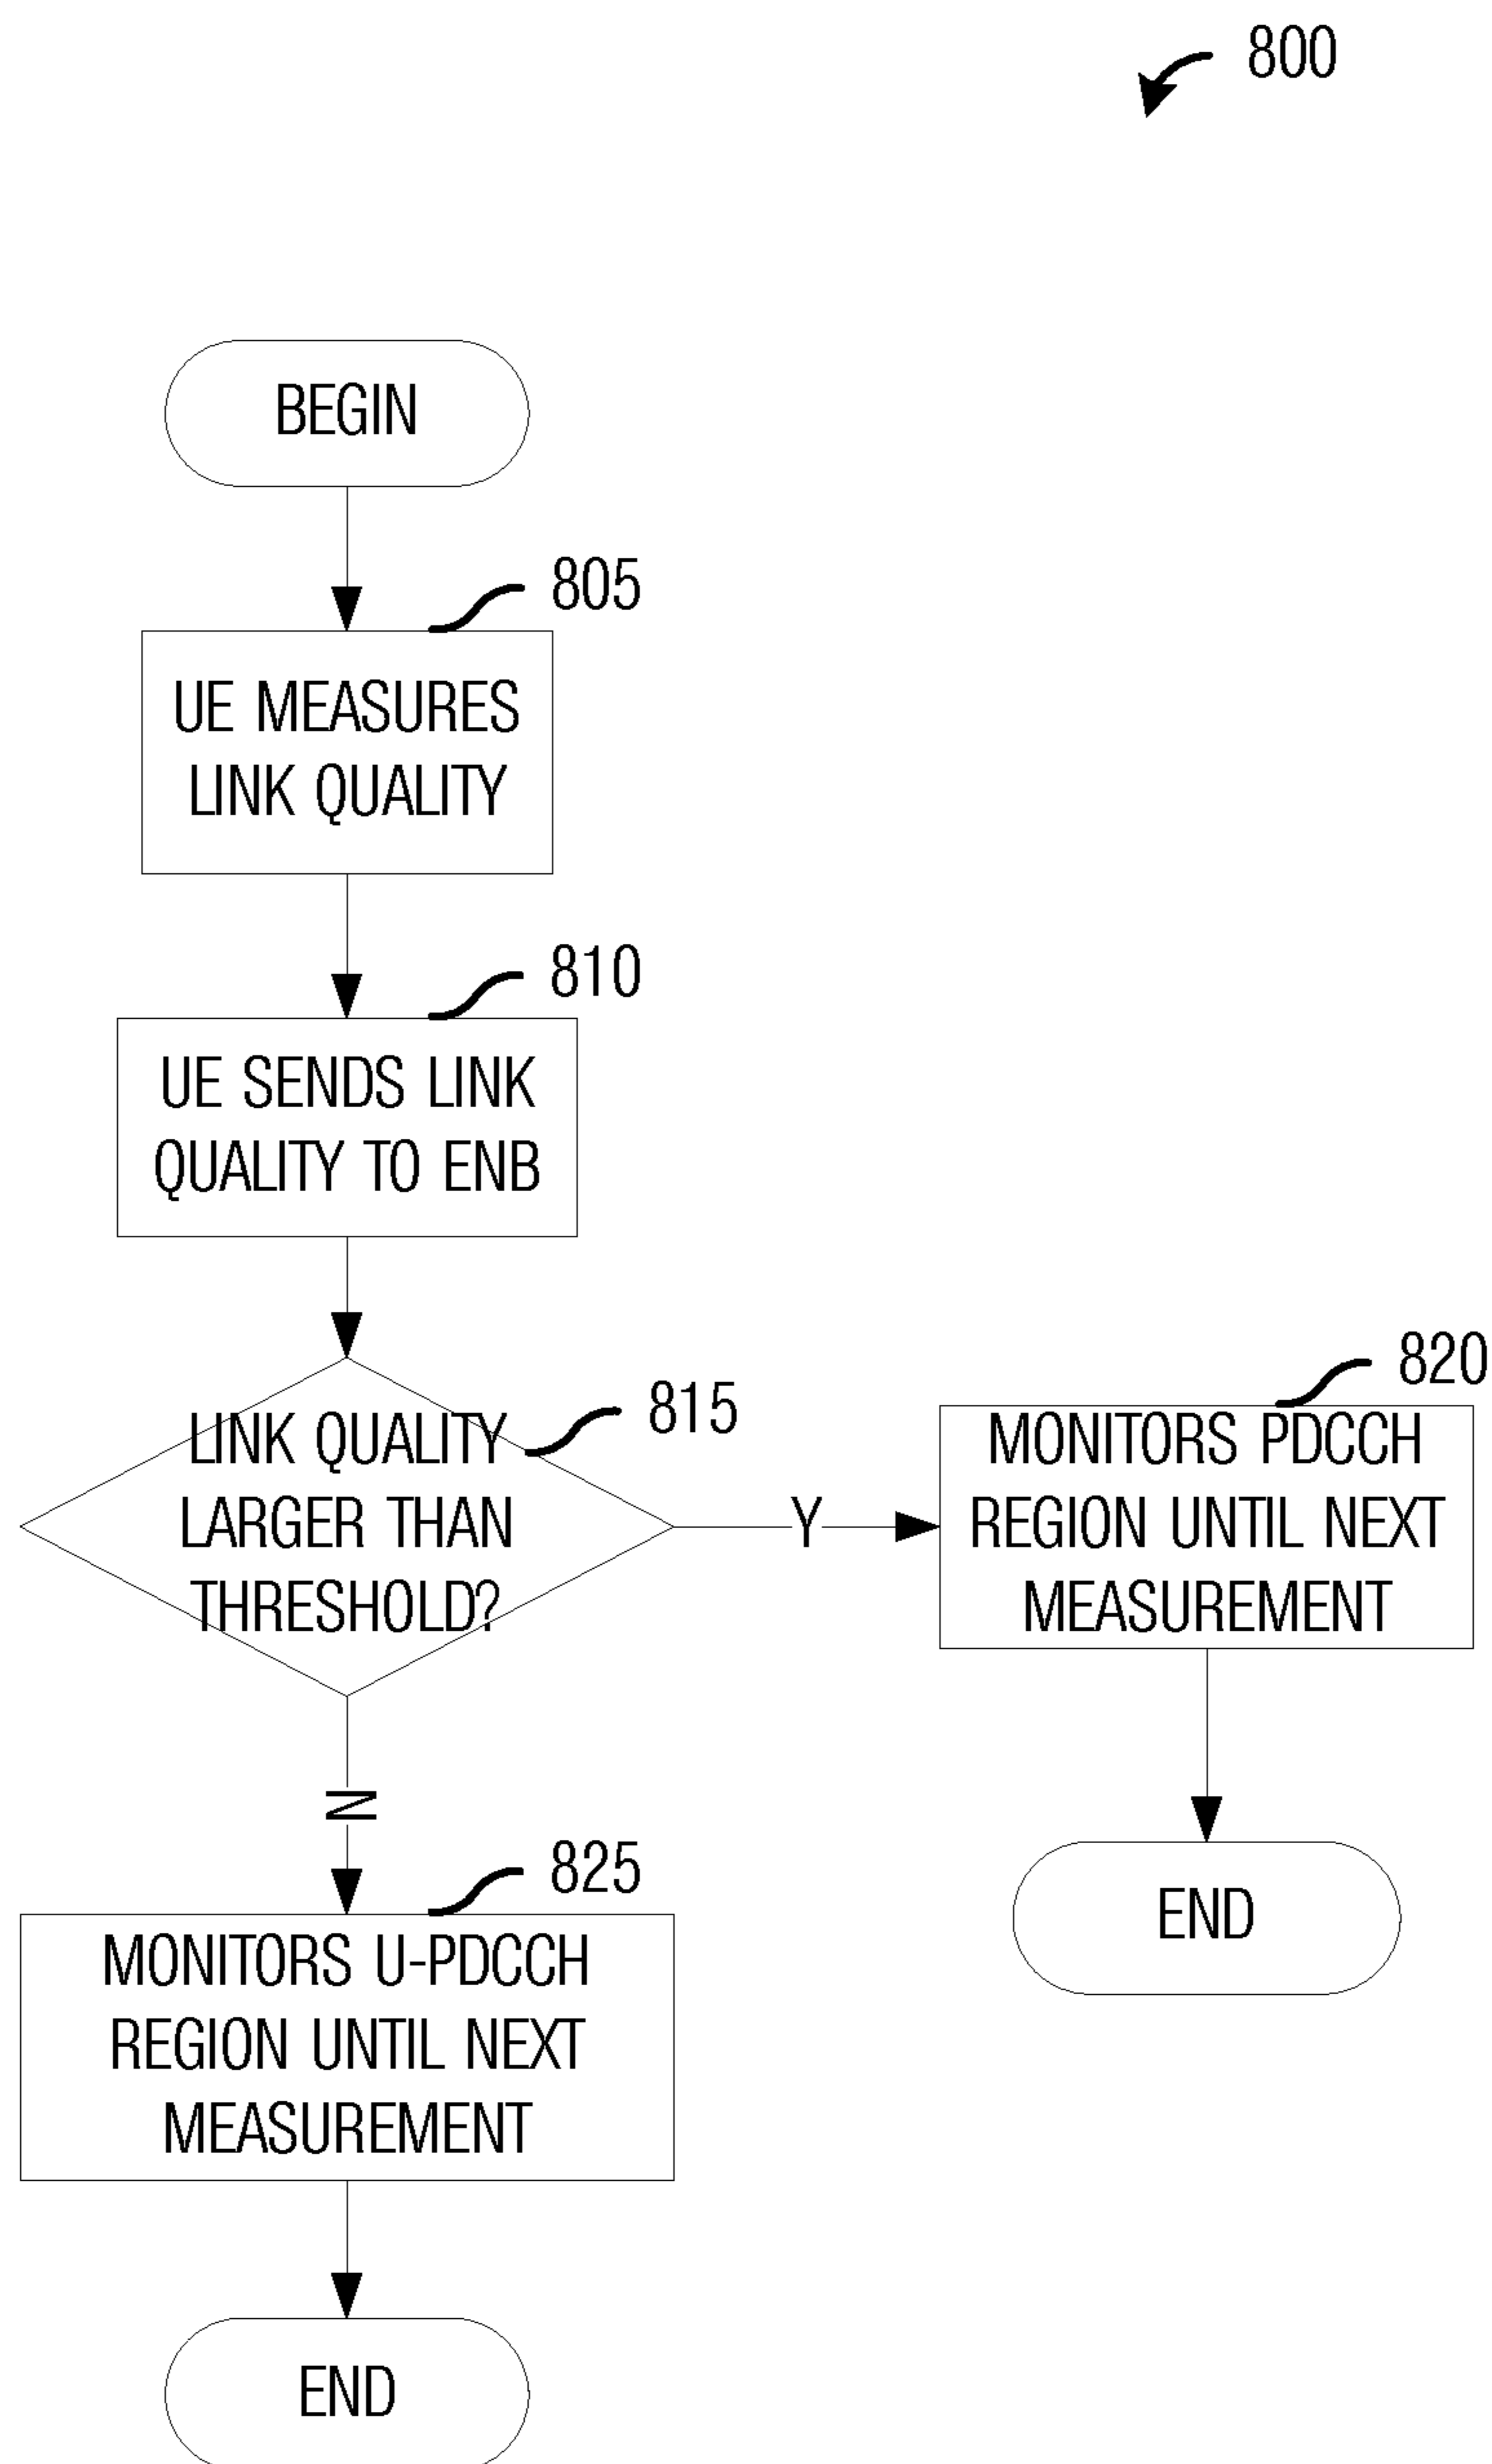 800
BEGIN
805
UE MEASURES
LINK QUALITY
810
UE SENDS LINK
QUALITY TO ENB
815
LINK QUALITY
LARGER THAN
THRESHOLD?
Y
820
MONITORS PDCCH
REGION UNTIL NEXT
MEASUREMENT
END
N
825
MONITORS U-PDCCH
REGION UNTIL NEXT
MEASUREMENT
END